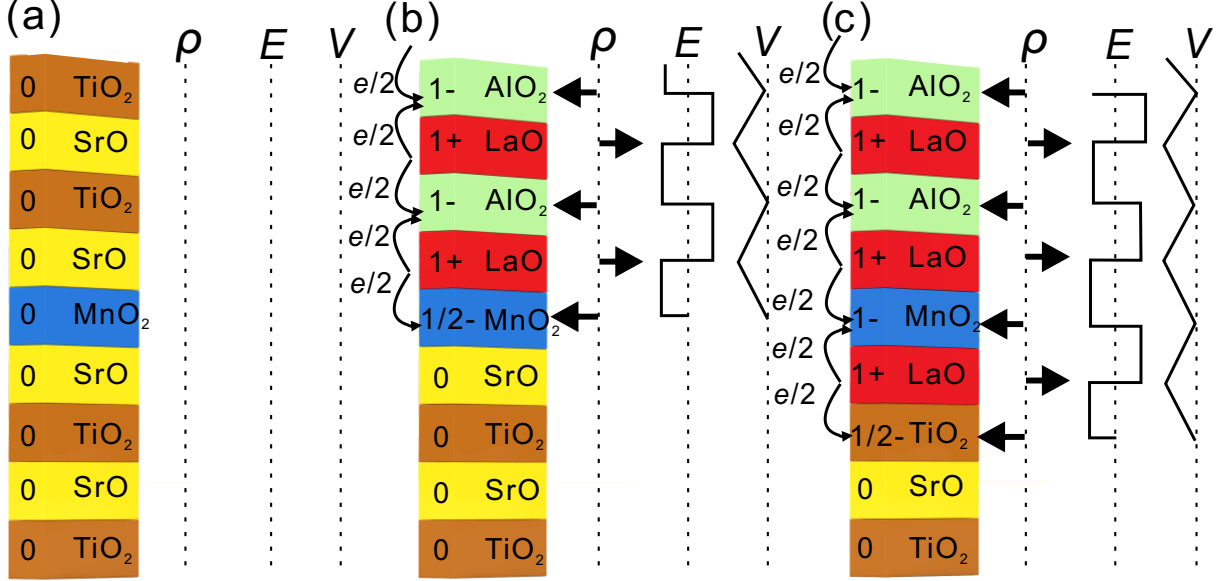 (a) ρ E V
0 TiO₂
0 SrO
0 TiO₂
0 SrO
0 MnO₂
0 SrO
0 TiO₂
0 SrO
0 TiO₂
(b) ρ E V
e/2 1- AlO₂
e/2 1+ LaO
e/2 1- AlO₂
e/2 1+ LaO
e/2 1/2- MnO₂
0 SrO
0 TiO₂
0 SrO
0 TiO₂
(c) ρ E V
e/2 1- AlO₂
e/2 1+ LaO
e/2 1- AlO₂
e/2 1+ LaO
e/2 1- MnO₂
e/2 1+ LaO
e/2 1/2- TiO₂
0 SrO
0 TiO₂